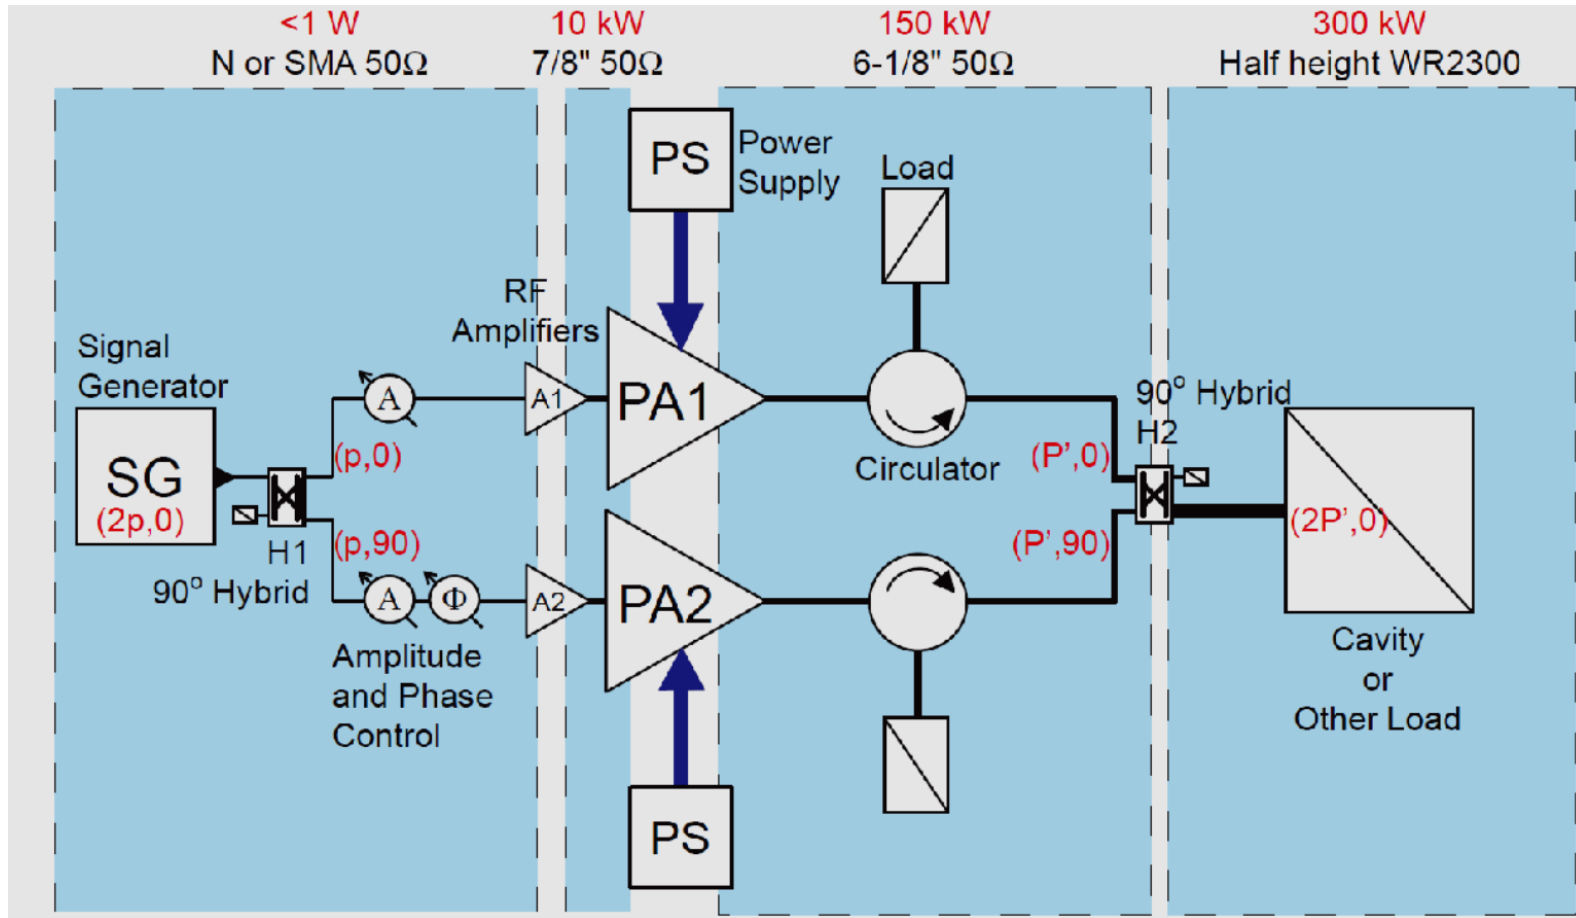 <1 W
10 kW
150 kW
300 kW
N or SMA 50Ω
7/8" 50Ω
6-1/8" 50Ω
Half height WR2300
PS
Power
Supply
Load
RF
Amplifiers
Signal
Generator
SG
(2p,0)
H1
90° Hybrid
(p,0)
(p,90)
A
A
Φ
Amplitude
and Phase
Control
A1
A2
PA1
PA2
PS
Circulator
(P',0)
(P',90)
90° Hybrid
H2
(2P',0)
Cavity
or
Other Load